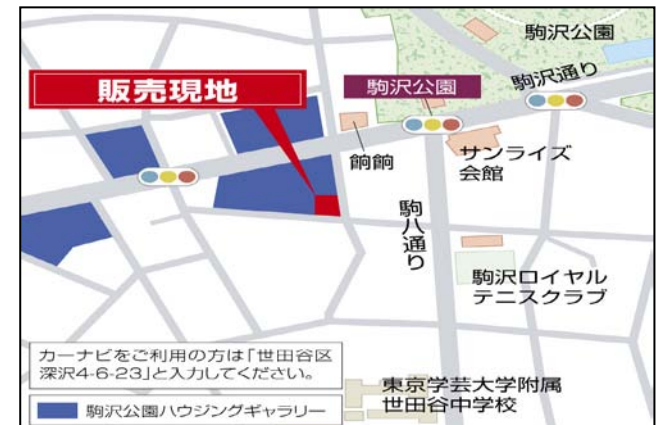 駒沢公園
駒沢通り
販売現地
駒沢公園
餉餉
サンライズ
会館
駒八通り
駒沢ロイヤル
テニスクラブ
カーナビをご利用の方は「世田谷区
深沢4-6-23」と入力してください。
東京学芸大学附属
世田谷中学校
駒沢公園ハウジングギャラリー